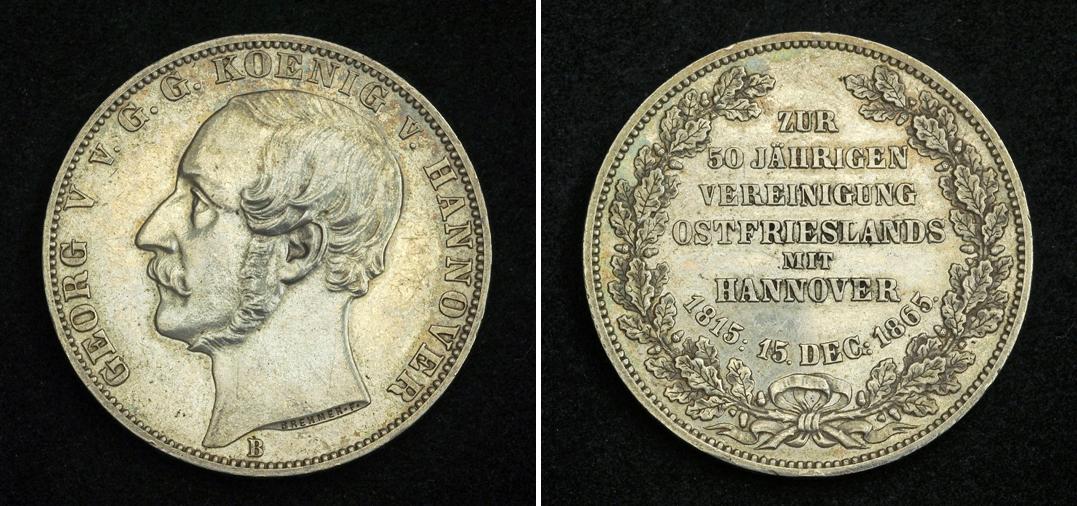 GEORG V v. G. G. KOENIG v. HANNOVER
BREHMER F.
B
ZUR
50 JÄHRIGEN
VEREINIGUNG
OSTFRIESLANDS
MIT
HANNOVER
1815: 15. DEC: 1865.